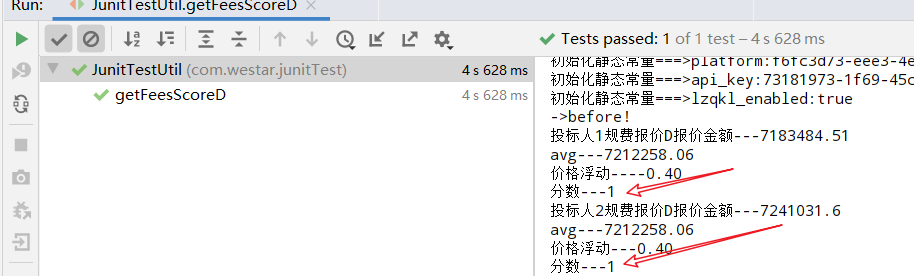 Run: JunitTestUtil.getFeesScoreD ×
Tests passed: 1 of 1 test – 4 s 628 ms
JunitTestUtil (com.westar.junitTest) 4 s 628 ms
getFeesScoreD 4 s 628 ms
初始化静态常量===>platform:f6fc3d73-eee3-4e
初始化静态常量===>api_key:73181973-1f69-45c
初始化静态常量===>lzqkl_enabled:true
->before!
投标人1规费报价D报价金额---7183484.51
avg---7212258.06
价格浮动----0.40
分数---1
投标人2规费报价D报价金额---7241031.6
avg---7212258.06
价格浮动---0.40
分数---1